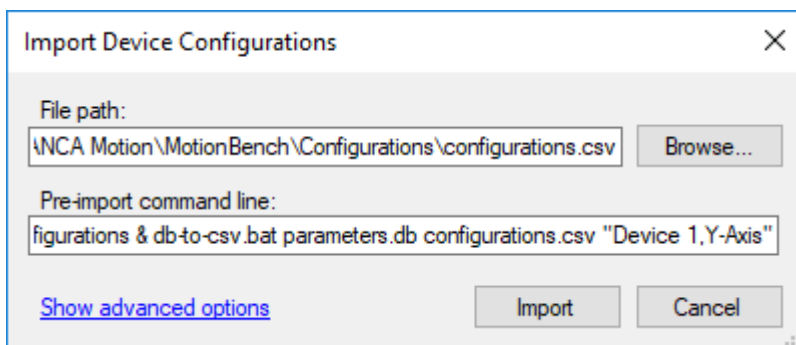 Import Device Configurations
File path:
\NCA Motion\MotionBench\Configurations\configurations.csv
Browse...
Pre-import command line:
figurations & db-to-csv.bat parameters.db configurations.csv "Device 1,Y-Axis"
Show advanced options
Import
Cancel